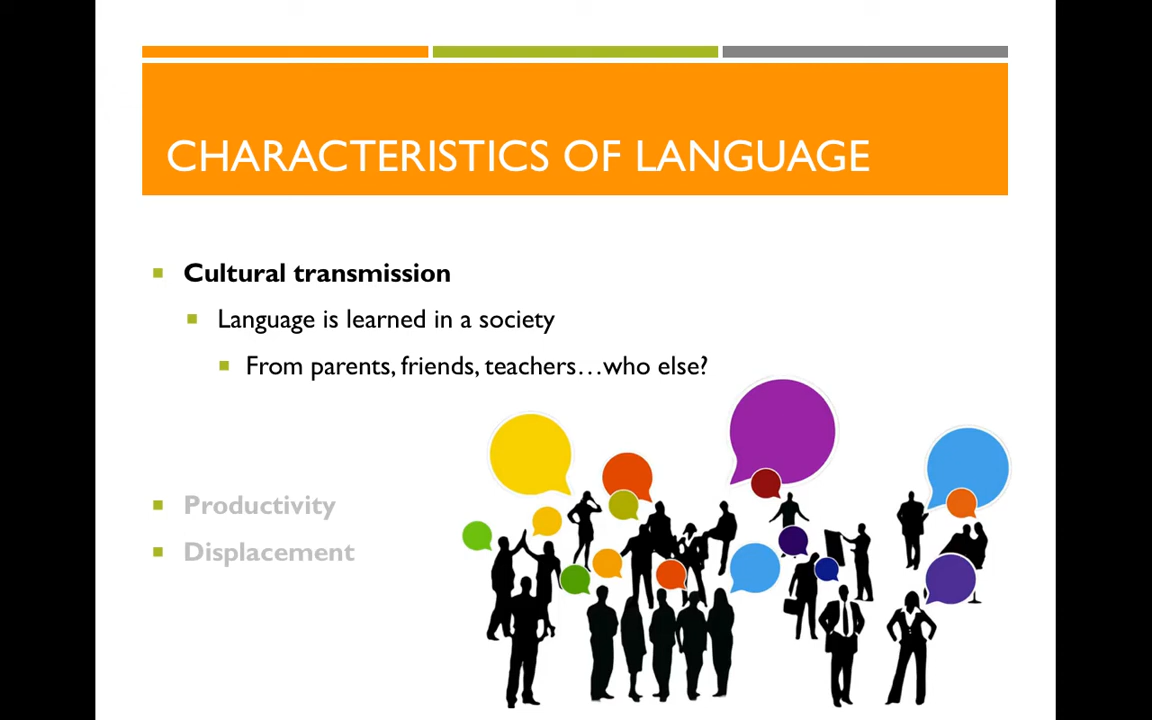 CHARACTERISTICS OF LANGUAGE
Cultural transmission
Language is learned in a society
From parents, friends, teachers…who else?
Productivity
Displacement